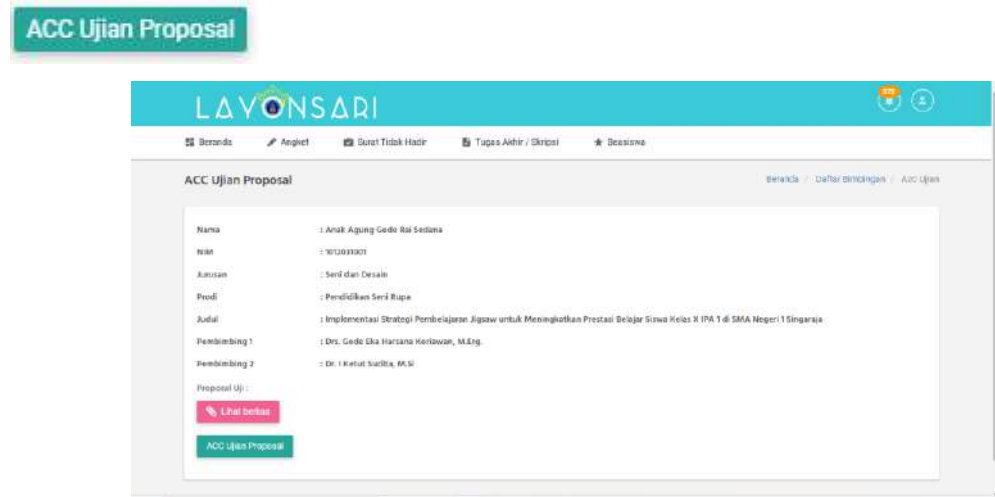 ACC Ujian Proposal
LAYONSARI
Beranda Angket Surat Tidak Hadir Tugas Akhir / Skripsi Beasiswa
ACC Ujian Proposal Beranda / Daftar Bimbingan / Acc Ujian
Nama : Anak Agung Gede Rai Sedana
NIM : 1012031001
Jurusan : Seni dan Desain
Prodi : Pendidikan Seni Rupa
Judul : Implementasi Strategi Pembelajaran Jigsaw untuk Meningkatkan Prestasi Belajar Siswa Kelas X IPA 1 di SMA Negeri 1 Singaraja
Pembimbing 1 : Drs. Gede Eka Harsana Koriawan, M.Erg.
Pembimbing 2 : Dr. I Ketut Sudita, M.Si
Proposal Uji :
Lihat berkas
ACC Ujian Proposal